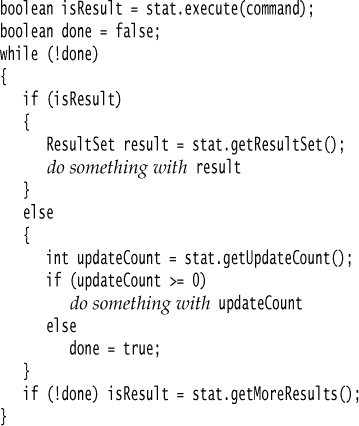 boolean isResult = stat.execute(command);
boolean done = false;
while (!done)
{
   if (isResult)
   {
      ResultSet result = stat.getResultSet();
      do something with result
   }
   else
   {
      int updateCount = stat.getUpdateCount();
      if (updateCount >= 0)
         do something with updateCount
      else
         done = true;
   }
   if (!done) isResult = stat.getMoreResults();
}